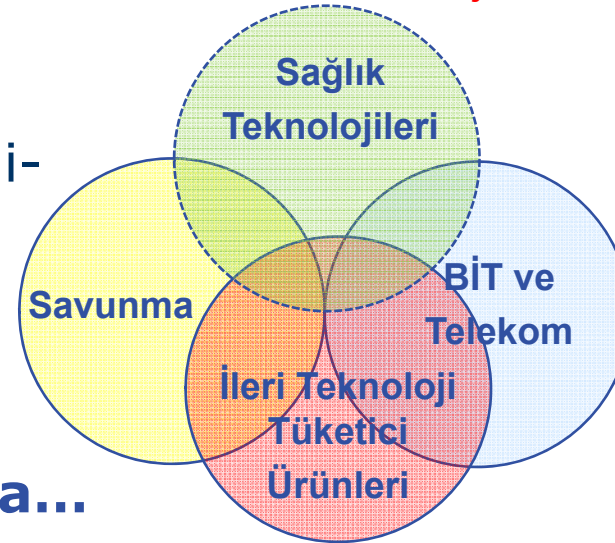 Sağlık
Teknolojileri
i-
Savunma
BİT ve
Telekom
İleri Teknoloji
Tüketici
Ürünleri
a...